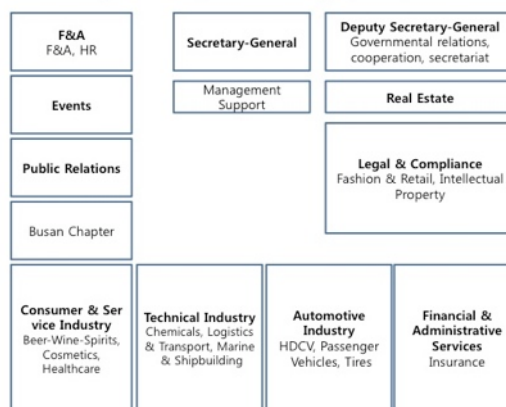 F&A
F&A, HR
Secretary-General
Deputy Secretary-General
Governmental relations,
cooperation, secretariat
Events
Management
Support
Real Estate
Public Relations
Legal & Compliance
Fashion & Retail, Intellectual
Property
Busan Chapter
Consumer & Ser
vice Industry
Beer-Wine-Spirits,
Cosmetics,
Healthcare
Technical Industry
Chemicals, Logistics
& Transport, Marine
& Shipbuilding
Automotive
Industry
HDCV, Passenger
Vehicles, Tires
Financial &
Administrative
Services
Insurance